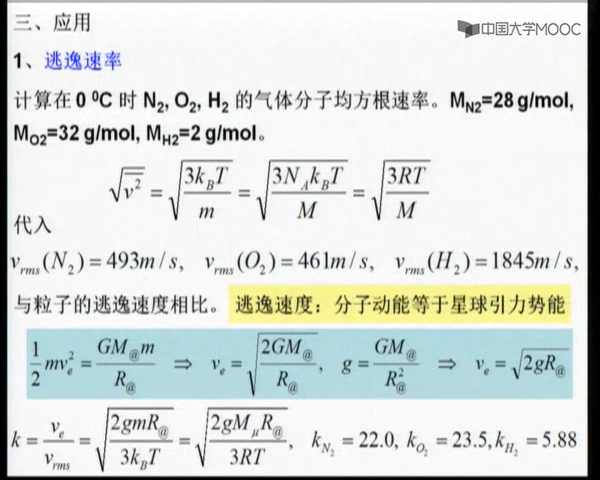 三、应用
中国大学MOOC
1、逃逸速率
计算在 0 ⁰C 时 N₂, O₂, H₂ 的气体分子均方根速率。M_N2=28 g/mol,
M_O2=32 g/mol, M_H2=2 g/mol。
√(v̅²) = √(3k_BT / m) = √(3N_Ak_BT / M) = √(3RT / M)
代入
v_rms(N₂) = 493m / s, v_rms(O₂) = 461m / s, v_rms(H₂) = 1845m / s,
与粒子的逃逸速度相比。 逃逸速度：分子动能等于星球引力势能
1/2 mv_e² = GM_@m / R_@ ⇒ v_e = √(2GM_@ / R_@), g = GM_@ / R_@² ⇒ v_e = √(2gR_@)
k = v_e / v_rms = √(2gmR_@ / 3k_BT) = √(2gM_μR_@ / 3RT), k_N₂ = 22.0, k_O₂ = 23.5, k_H₂ = 5.88